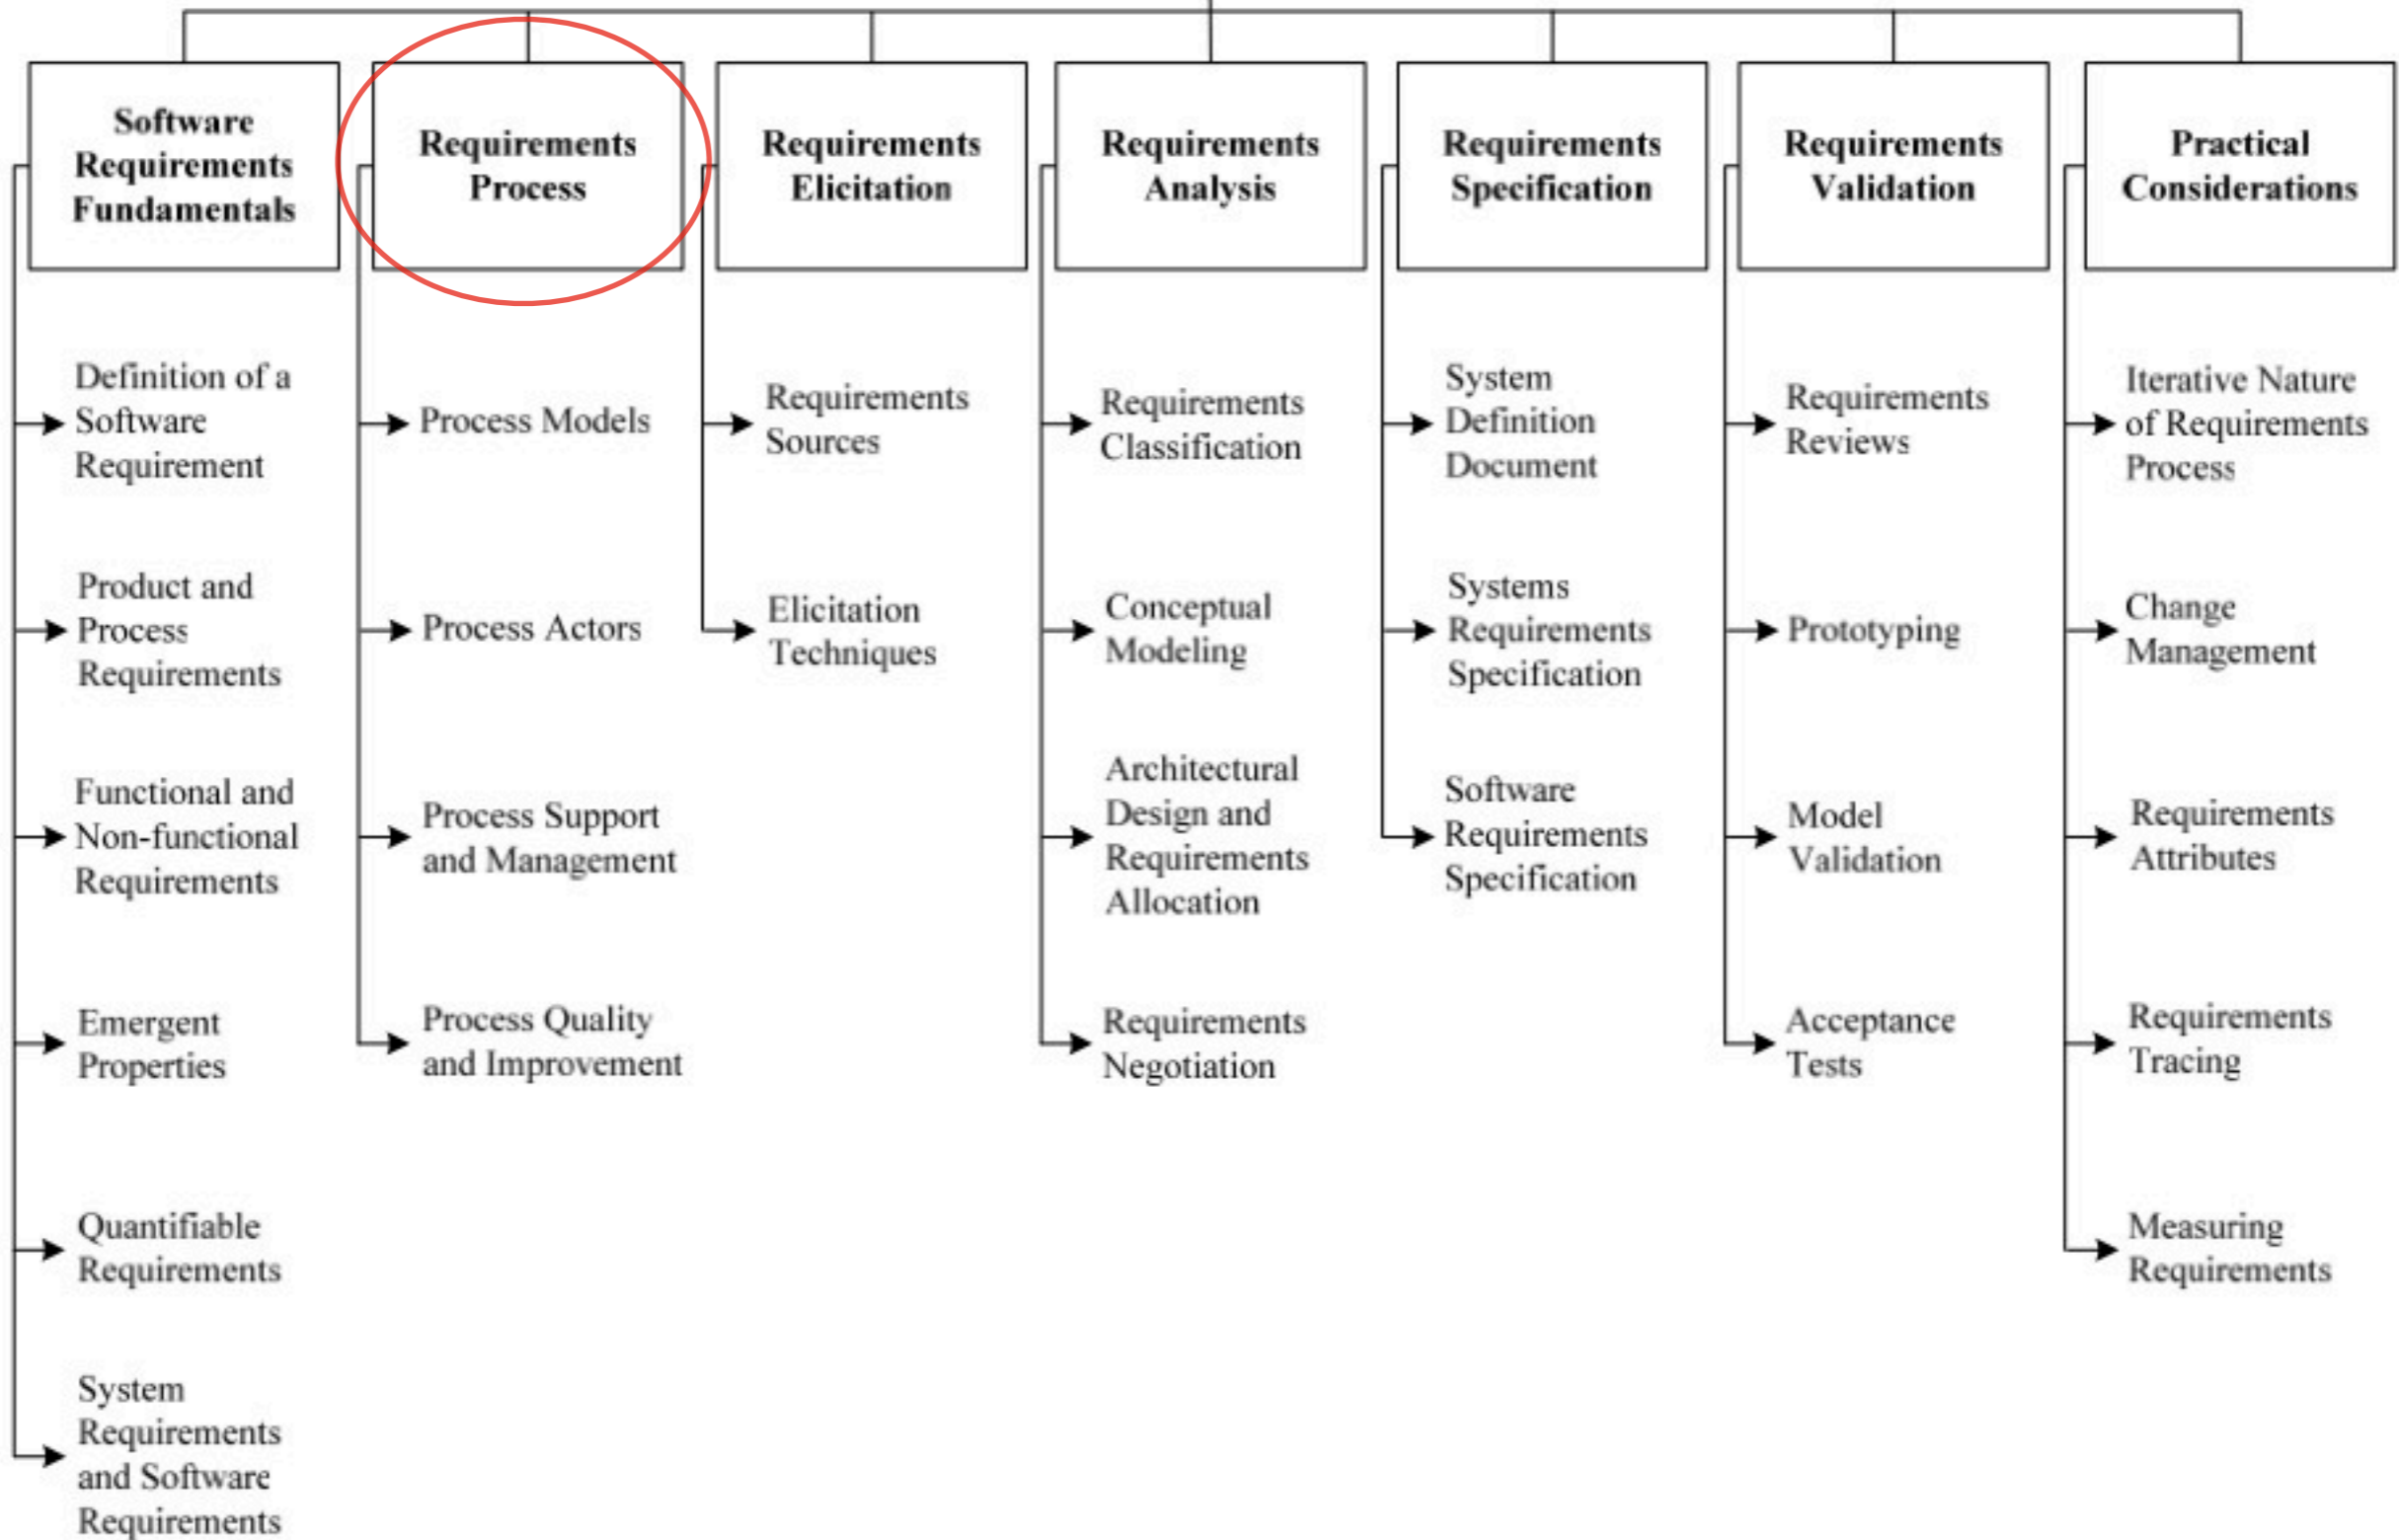 Software
Requirements
Fundamentals
Requirements
Process
Requirements
Elicitation
Requirements
Analysis
Requirements
Specification
Requirements
Validation
Practical
Considerations
Definition of a
Software
Requirement
Product and
Process
Requirements
Functional and
Non-functional
Requirements
Emergent
Properties
Quantifiable
Requirements
System
Requirements
and Software
Requirements
Process Models
Process Actors
Process Support
and Management
Process Quality
and Improvement
Requirements
Sources
Elicitation
Techniques
Requirements
Classification
Conceptual
Modeling
Architectural
Design and
Requirements
Allocation
Requirements
Negotiation
System
Definition
Document
Systems
Requirements
Specification
Software
Requirements
Specification
Requirements
Reviews
Prototyping
Model
Validation
Acceptance
Tests
Iterative Nature
of Requirements
Process
Change
Management
Requirements
Attributes
Requirements
Tracing
Measuring
Requirements